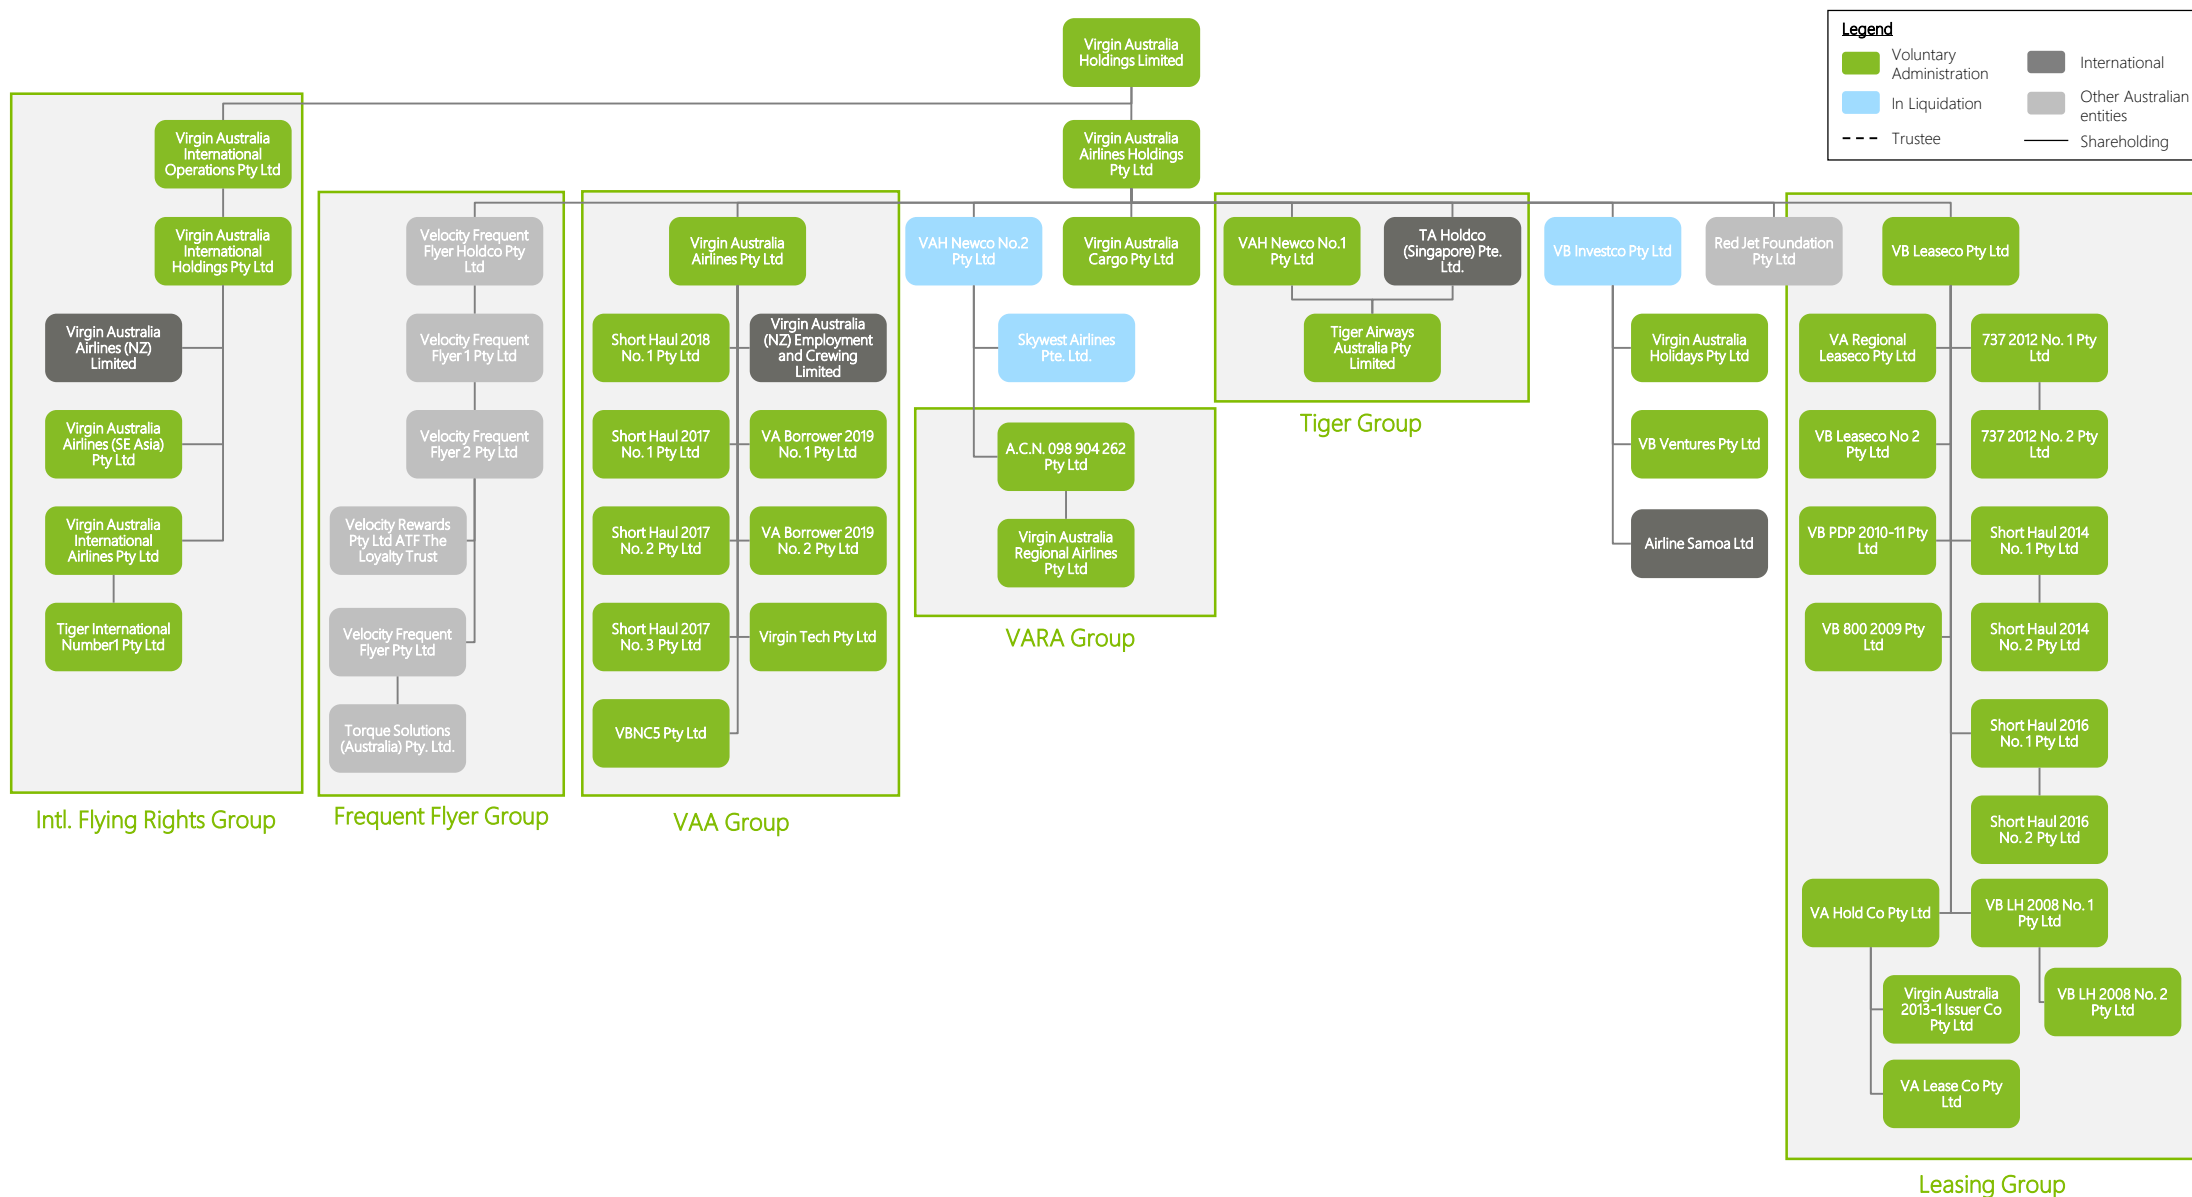 Legend
Voluntary
Administration
International
In Liquidation
Other Australian
entities
Trustee
Shareholding
Virgin Australia
Holdings Limited
Virgin Australia
International
Operations Pty Ltd
Virgin Australia
Airlines Holdings
Pty Ltd
Virgin Australia
International
Holdings Pty Ltd
Virgin Australia
Airlines (NZ)
Limited
Virgin Australia
Airlines (SE Asia)
Pty Ltd
Virgin Australia
International
Airlines Pty Ltd
Tiger International
Number1 Pty Ltd
Intl. Flying Rights Group
Velocity Frequent
Flyer Holdco Pty
Ltd
Velocity Frequent
Flyer 1 Pty Ltd
Velocity Frequent
Flyer 2 Pty Ltd
Velocity Rewards
Pty Ltd ATF The
Loyalty Trust
Velocity Frequent
Flyer Pty Ltd
Torque Solutions
(Australia) Pty. Ltd.
Frequent Flyer Group
Virgin Australia
Airlines Pty Ltd
Short Haul 2018
No. 1 Pty Ltd
Virgin Australia
(NZ) Employment
and Crewing
Limited
Short Haul 2017
No. 1 Pty Ltd
VA Borrower 2019
No. 1 Pty Ltd
Short Haul 2017
No. 2 Pty Ltd
VA Borrower 2019
No. 2 Pty Ltd
Short Haul 2017
No. 3 Pty Ltd
Virgin Tech Pty Ltd
VBNC5 Pty Ltd
VAA Group
VAH Newco No.2
Pty Ltd
Skywest Airlines
Pte. Ltd.
A.C.N. 098 904 262
Pty Ltd
Virgin Australia
Regional Airlines
Pty Ltd
VARA Group
Virgin Australia
Cargo Pty Ltd
VAH Newco No.1
Pty Ltd
TA Holdco
(Singapore) Pte.
Ltd.
Tiger Airways
Australia Pty
Limited
Tiger Group
VB Investco Pty Ltd
Virgin Australia
Holidays Pty Ltd
VB Ventures Pty Ltd
Airline Samoa Ltd
Red Jet Foundation
Pty Ltd
VB Leaseco Pty Ltd
VA Regional
Leaseco Pty Ltd
737 2012 No. 1 Pty
Ltd
VB Leaseco No 2
Pty Ltd
737 2012 No. 2 Pty
Ltd
VB PDP 2010-11 Pty
Ltd
Short Haul 2014
No. 1 Pty Ltd
VB 800 2009 Pty
Ltd
Short Haul 2014
No. 2 Pty Ltd
Short Haul 2016
No. 1 Pty Ltd
Short Haul 2016
No. 2 Pty Ltd
VA Hold Co Pty Ltd
VB LH 2008 No. 1
Pty Ltd
Virgin Australia
2013-1 Issuer Co
Pty Ltd
VB LH 2008 No. 2
Pty Ltd
VA Lease Co Pty
Ltd
Leasing Group